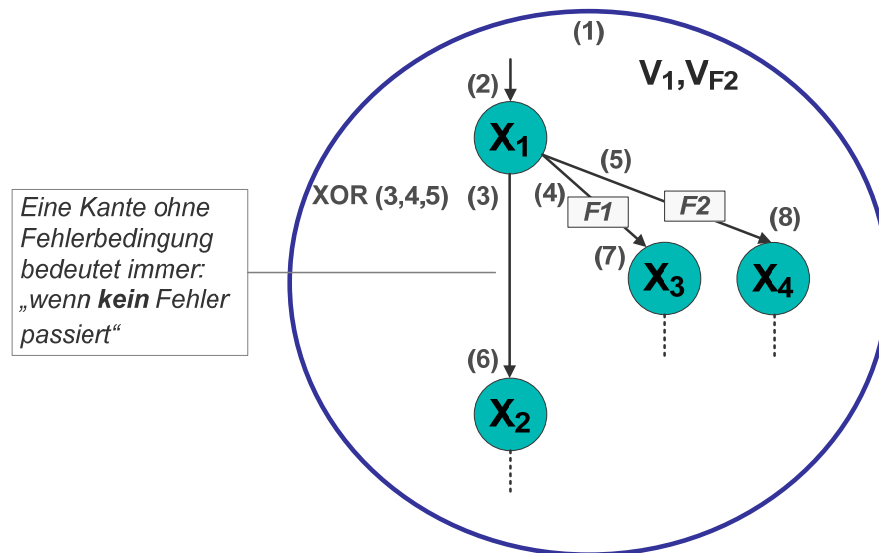 (1)
V1,VF2
(2)
X1
(5)
XOR (3,4,5) (3) (4)
F1
F2
Eine Kante ohne
Fehlerbedingung
bedeutet immer:
„wenn kein Fehler
passiert“
(8)
(7)
X3
X4
(6)
X2